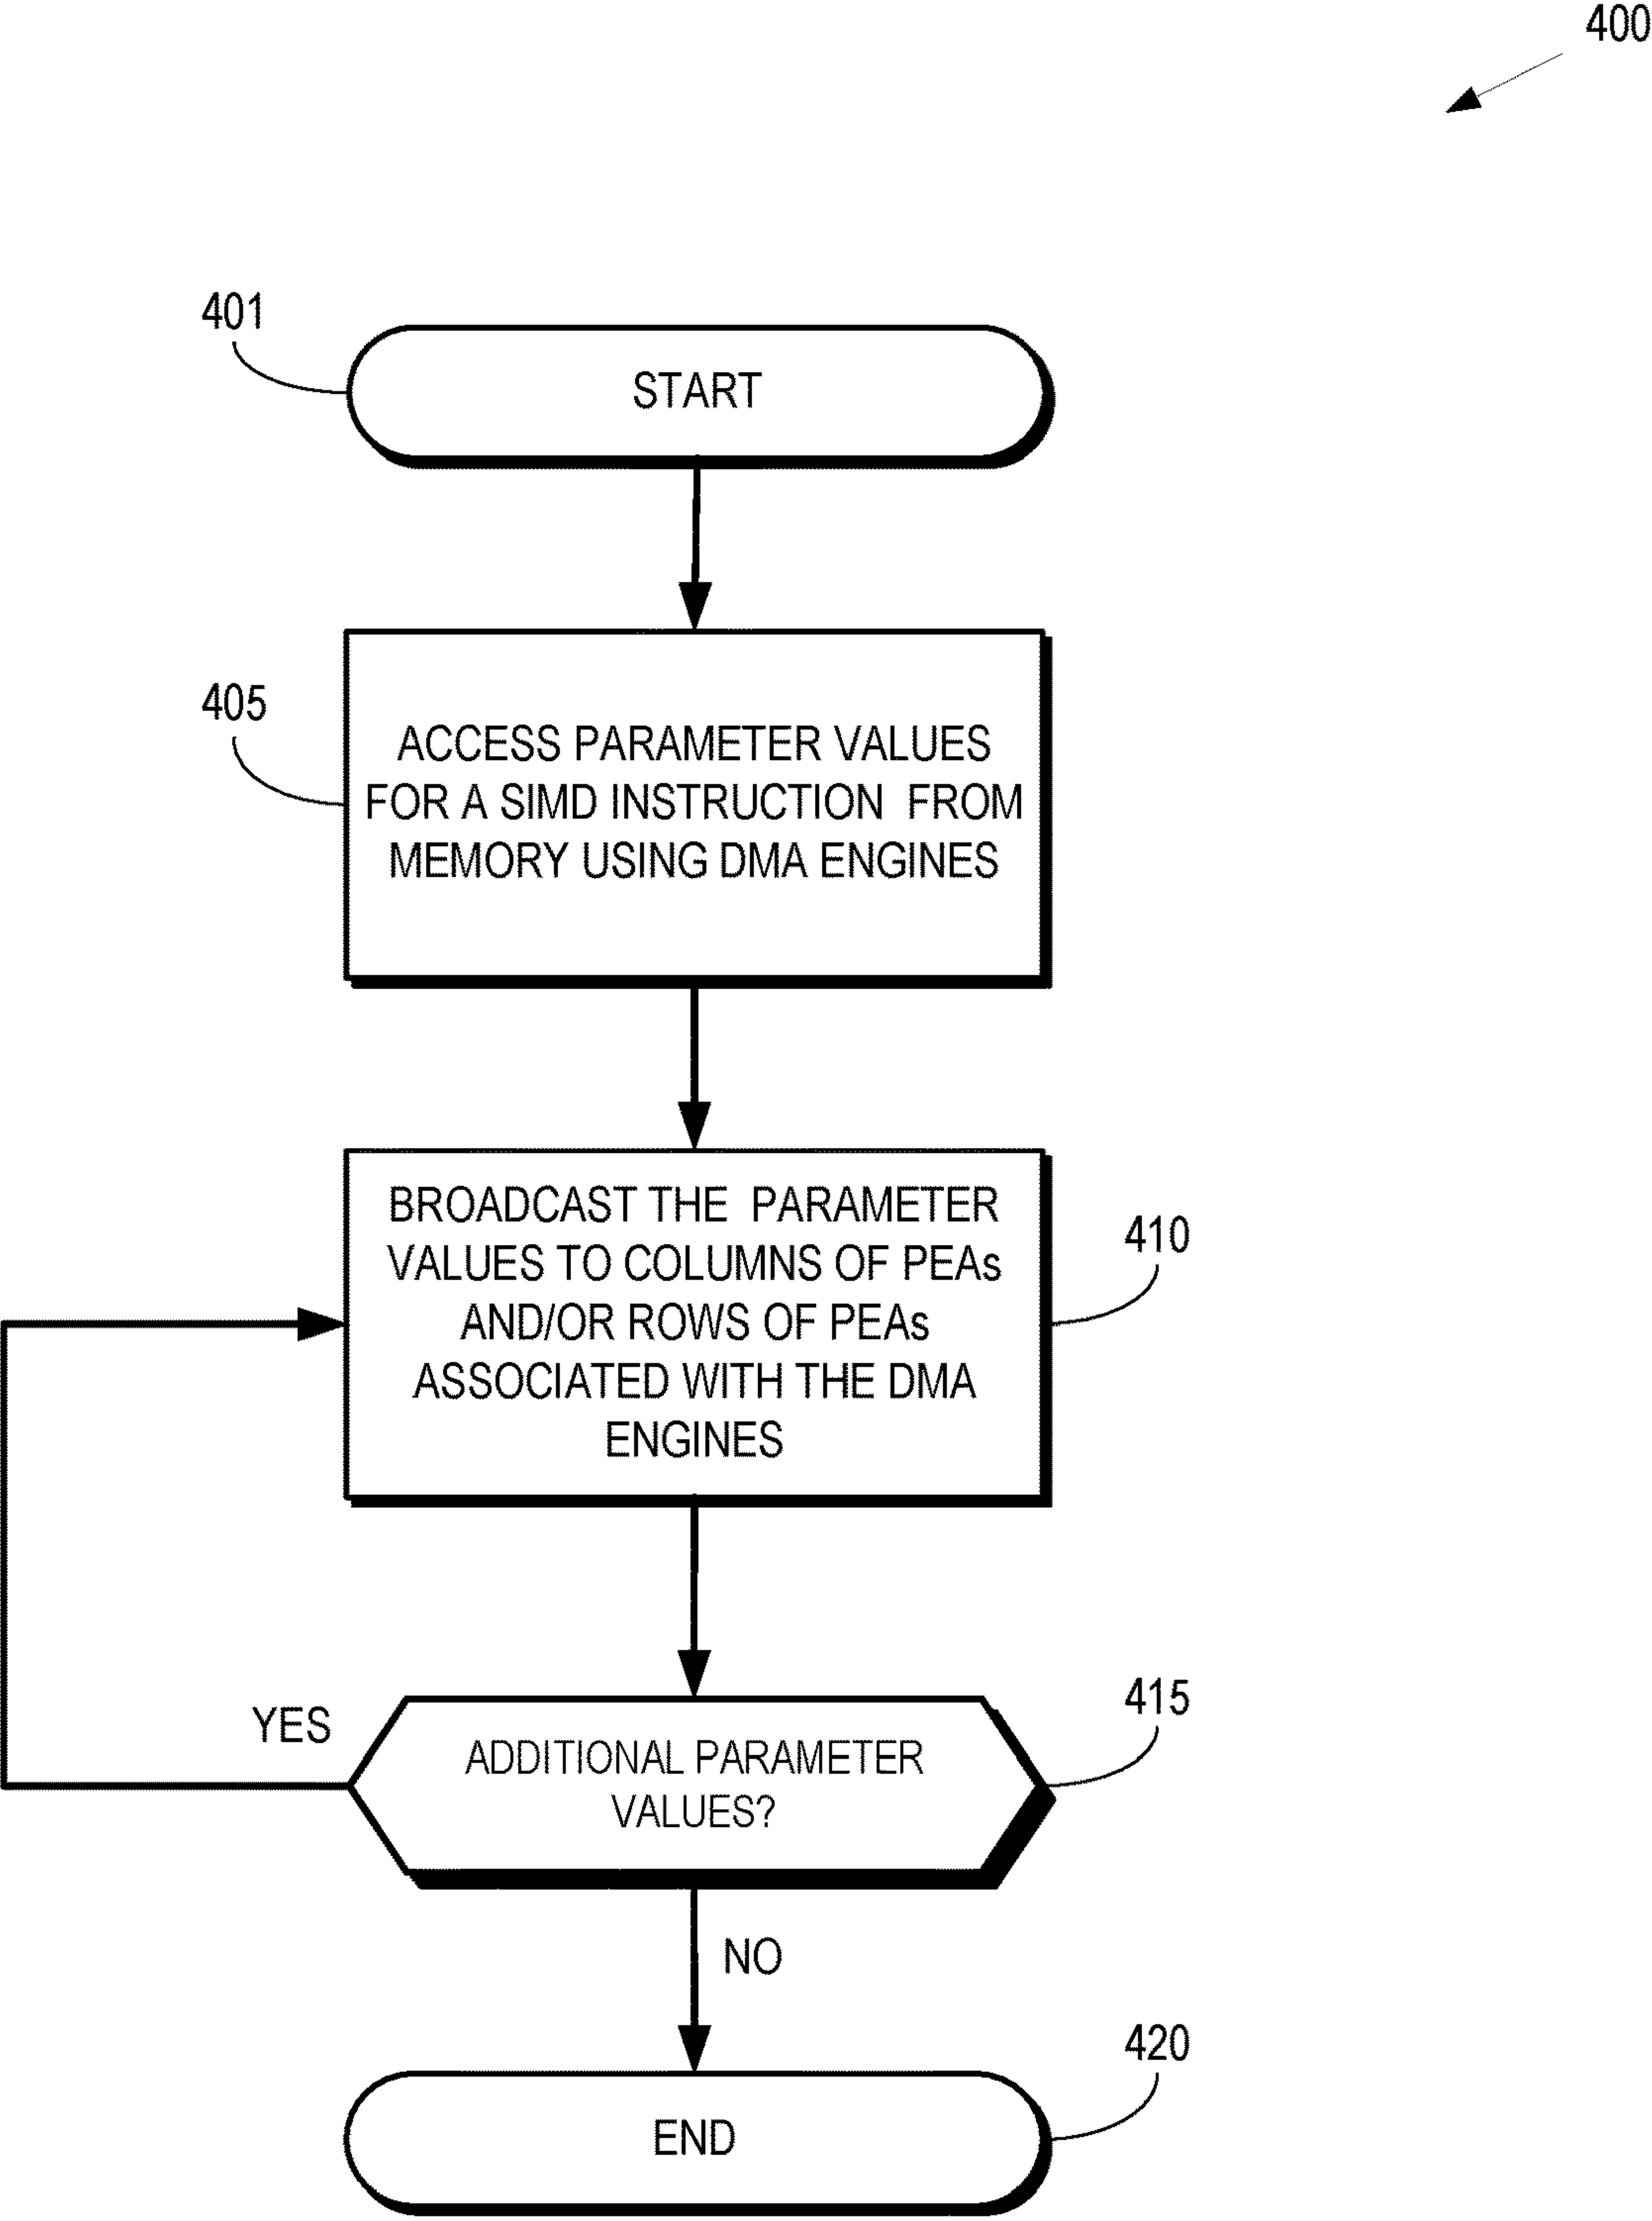 400
401
START
405
ACCESS PARAMETER VALUES
FOR A SIMD INSTRUCTION FROM
MEMORY USING DMA ENGINES
BROADCAST THE PARAMETER
VALUES TO COLUMNS OF PEAs
AND/OR ROWS OF PEAs
ASSOCIATED WITH THE DMA
ENGINES
410
415
YES
ADDITIONAL PARAMETER
VALUES?
NO
420
END